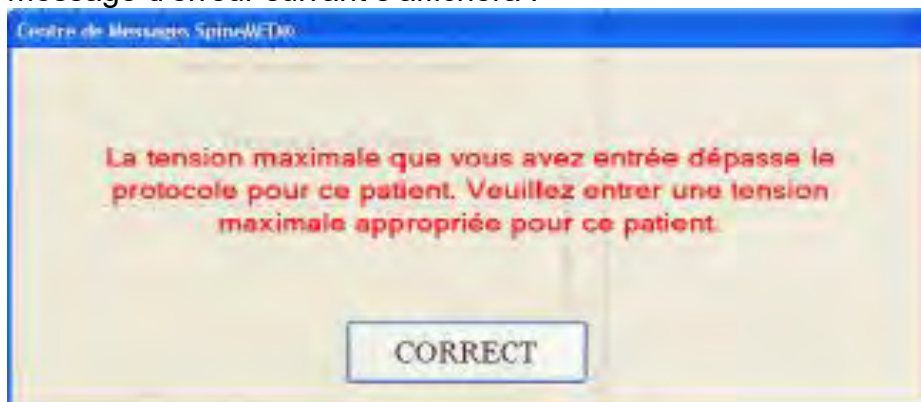 message d'erreur suivant s'affichera :
Centre de Messages SpineMED®
La tension maximale que vous avez entrée dépasse le
protocole pour ce patient. Veuillez entrer une tension
maximale appropriée pour ce patient.
CORRECT